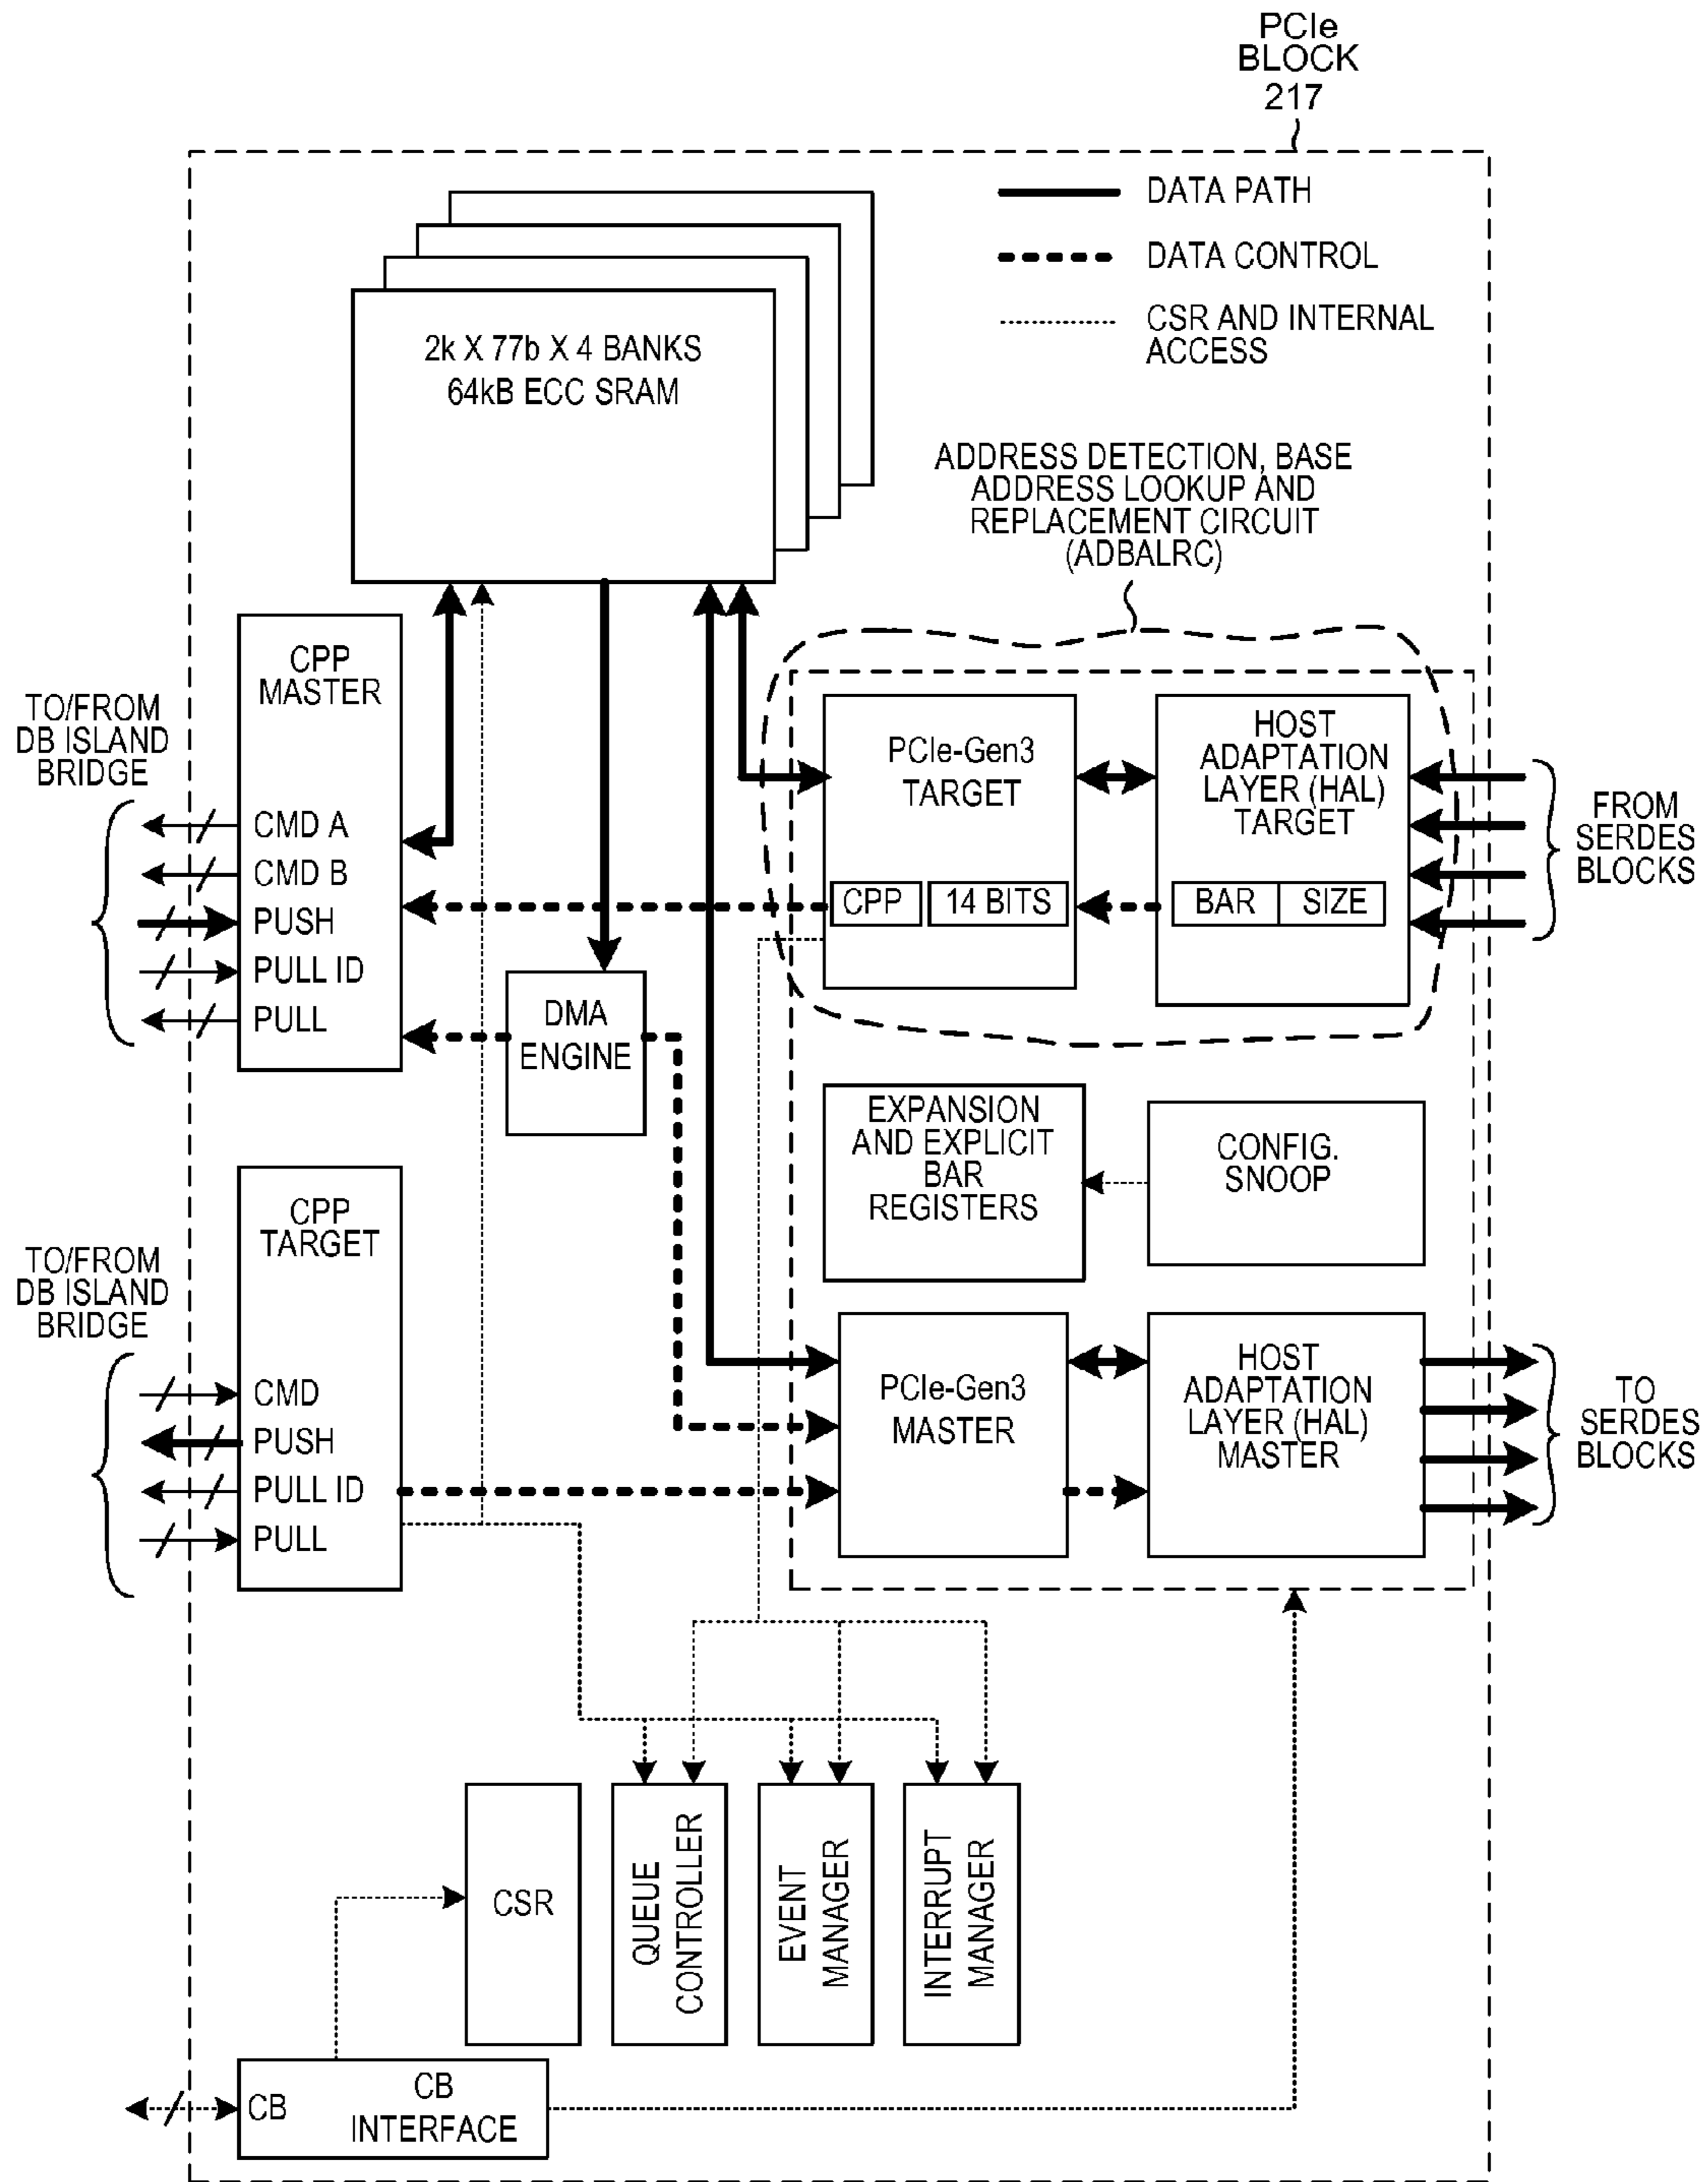 PCIe
BLOCK
217
DATA PATH
DATA CONTROL
CSR AND INTERNAL
ACCESS
2k X 77b X 4 BANKS
64kB ECC SRAM
ADDRESS DETECTION, BASE
ADDRESS LOOKUP AND
REPLACEMENT CIRCUIT
(ADBALRC)
TO/FROM
DB ISLAND
BRIDGE
CPP
MASTER
CMD A
CMD B
PUSH
PULL ID
PULL
PCIe-Gen3
TARGET
CPP
14 BITS
HOST
ADAPTATION
LAYER (HAL)
TARGET
BAR
SIZE
FROM
SERDES
BLOCKS
DMA
ENGINE
EXPANSION
AND EXPLICIT
BAR
REGISTERS
CONFIG.
SNOOP
TO/FROM
DB ISLAND
BRIDGE
CPP
TARGET
CMD
PUSH
PULL ID
PULL
PCIe-Gen3
MASTER
HOST
ADAPTATION
LAYER (HAL)
MASTER
TO
SERDES
BLOCKS
CSR
QUEUE
CONTROLLER
EVENT
MANAGER
INTERRUPT
MANAGER
CB
CB
INTERFACE